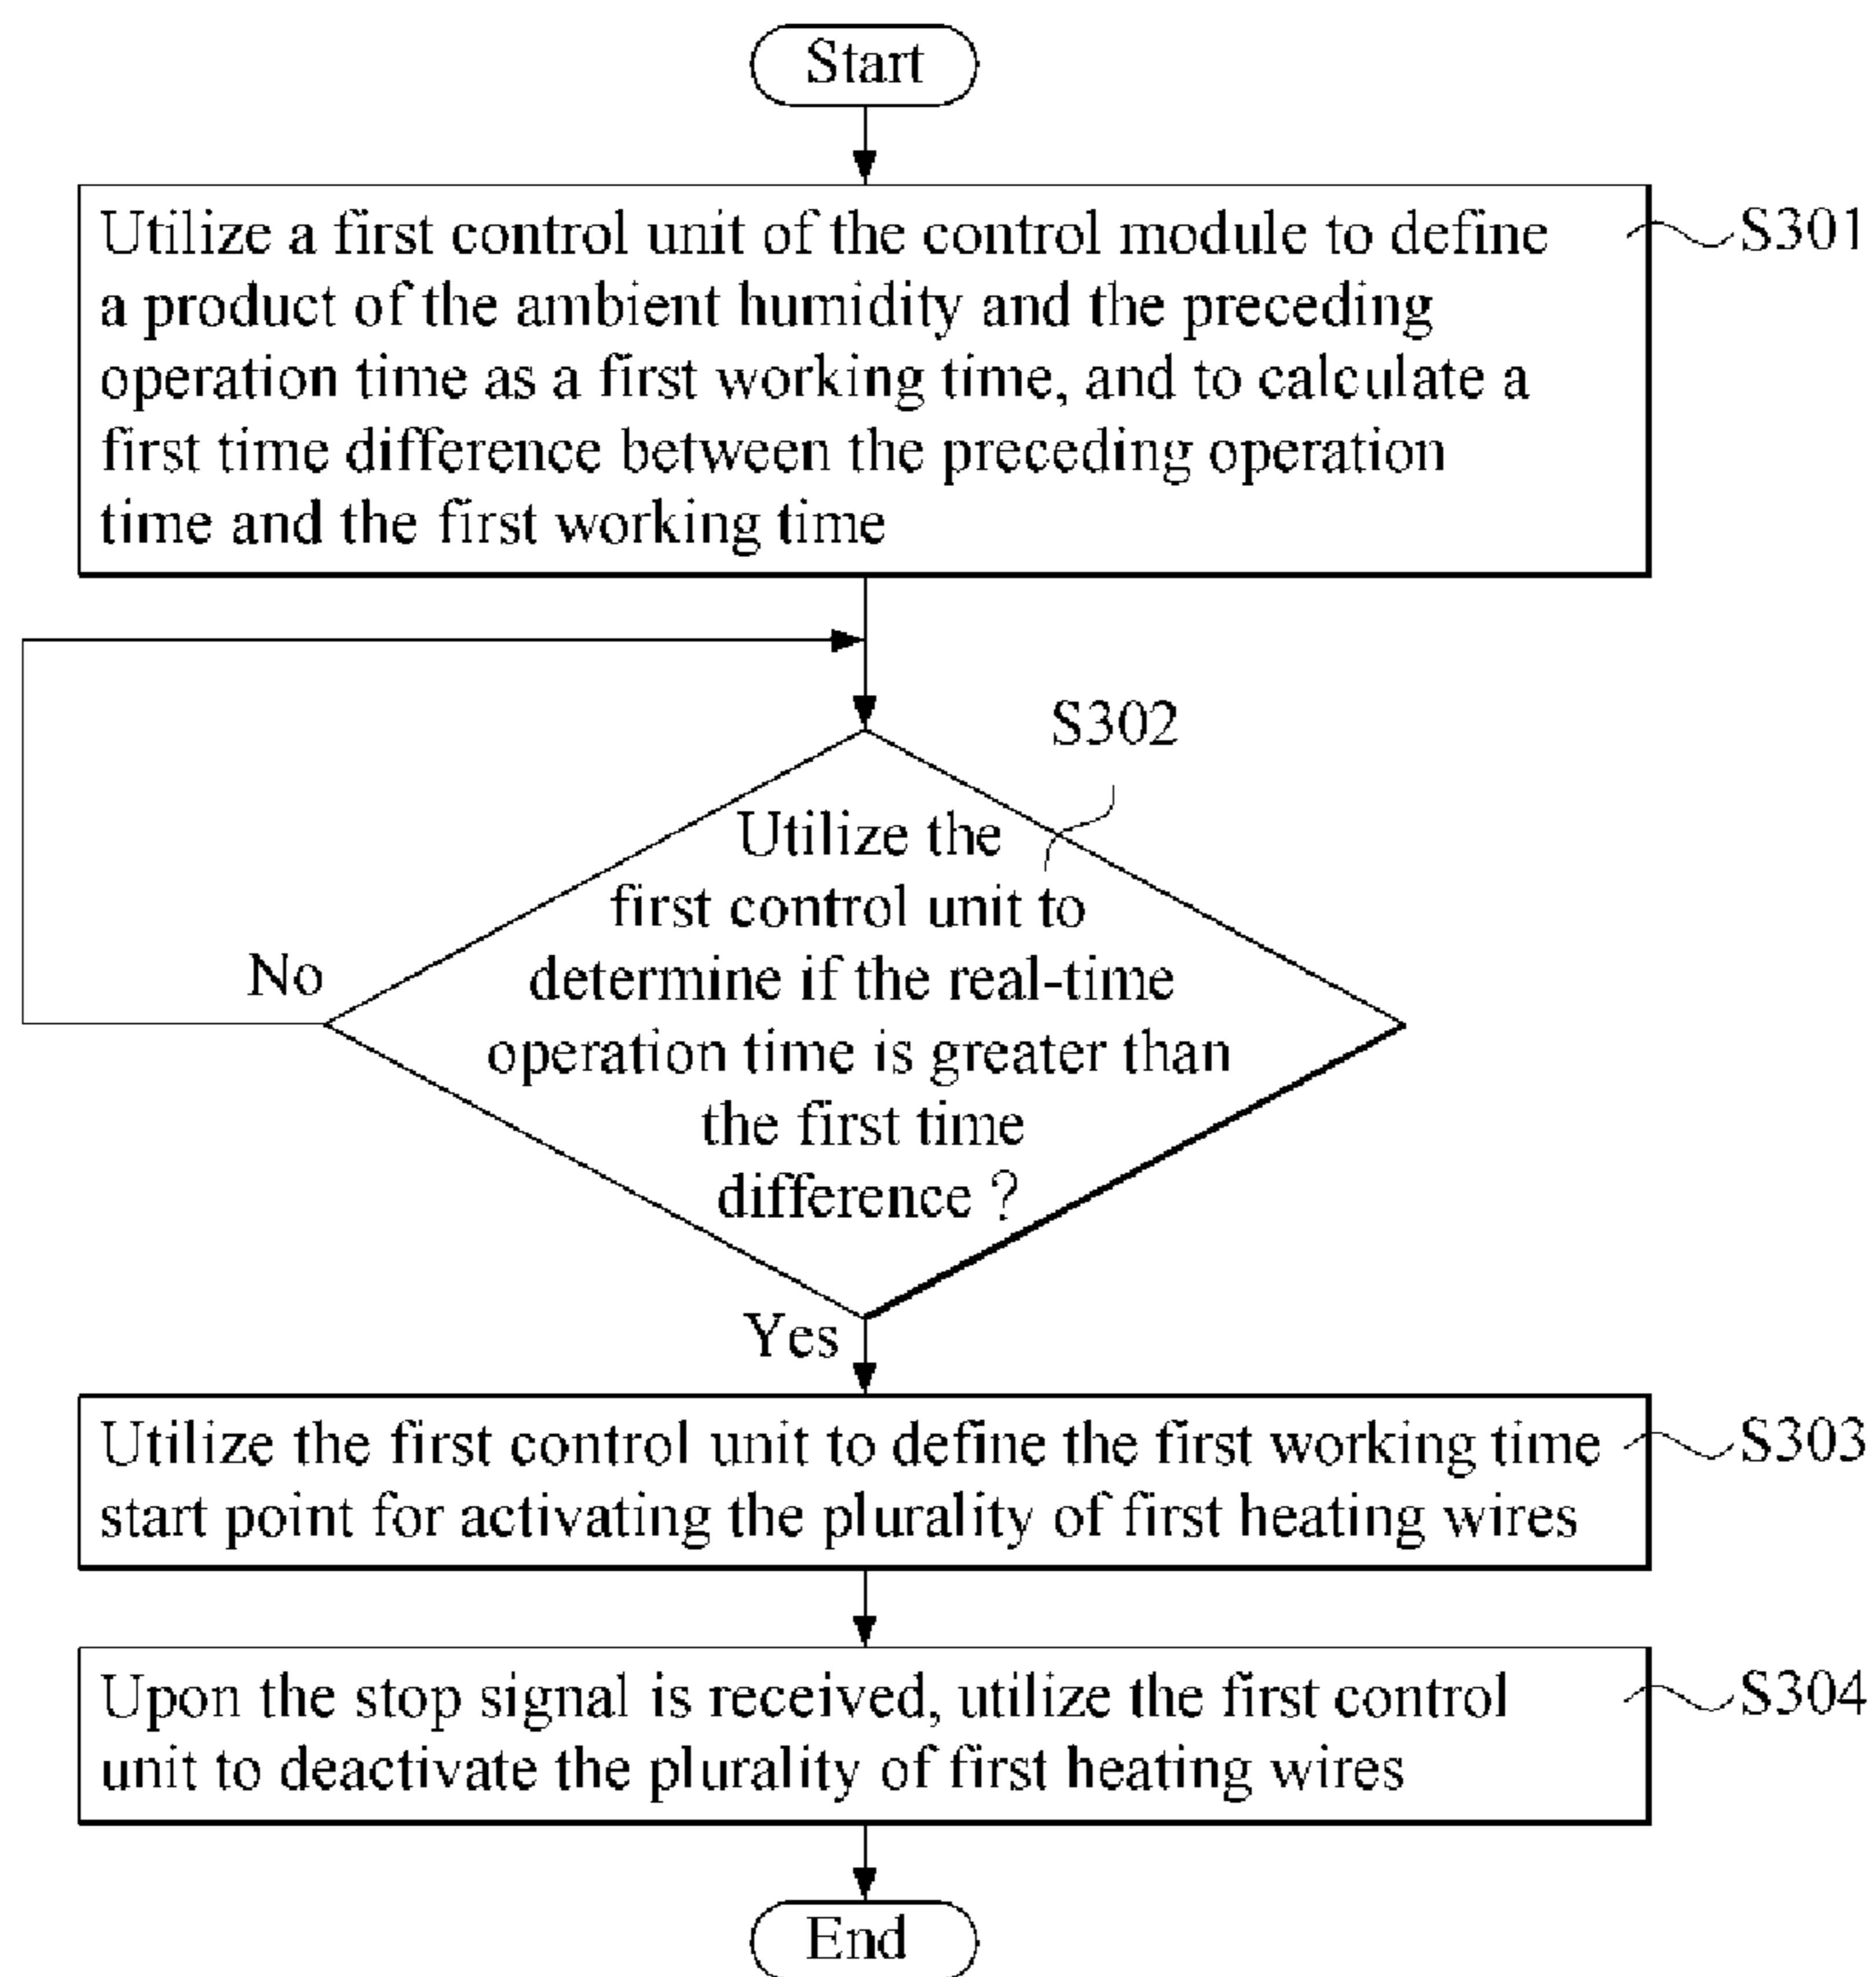 Start
Utilize a first control unit of the control module to define
a product of the ambient humidity and the preceding
operation time as a first working time, and to calculate a
first time difference between the preceding operation
time and the first working time
S301
S302
Utilize the
first control unit to
determine if the real-time
operation time is greater than
the first time
difference ?
No
Yes
Utilize the first control unit to define the first working time
start point for activating the plurality of first heating wires
S303
Upon the stop signal is received, utilize the first control
unit to deactivate the plurality of first heating wires
S304
End